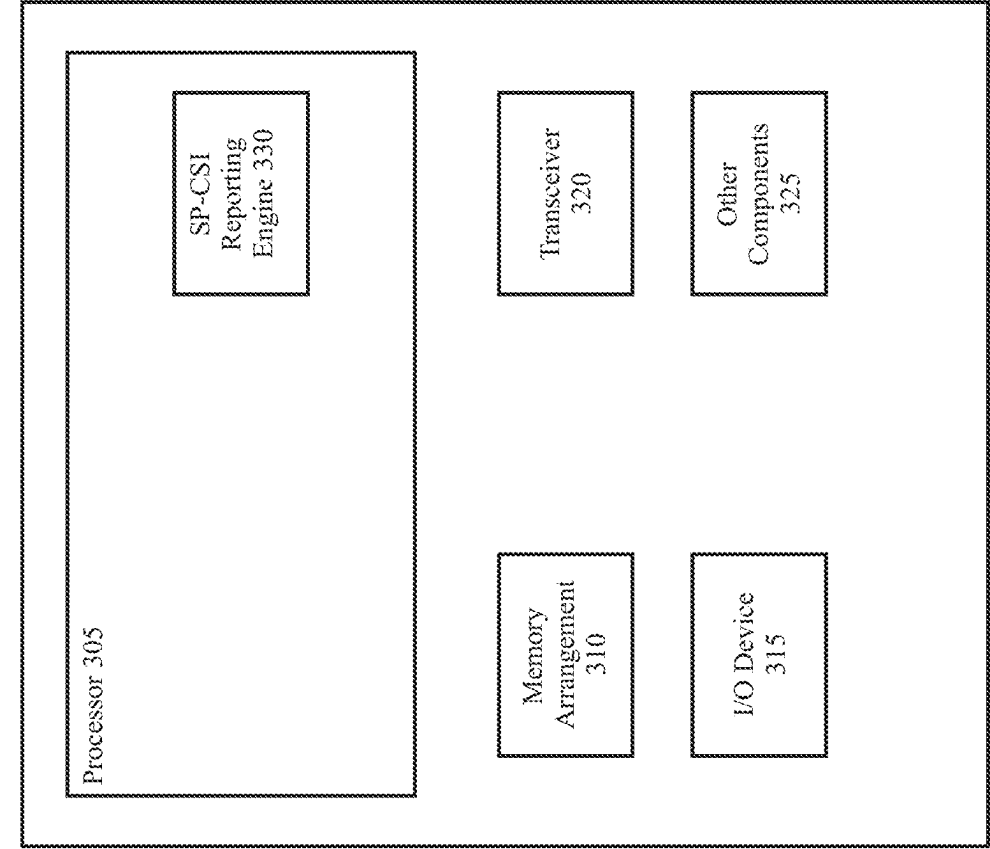 Processor 305
SP-CSI
Reporting
Engine 330
Memory
Arrangement
310
Transceiver
320
I/O Device
315
Other
Components
325